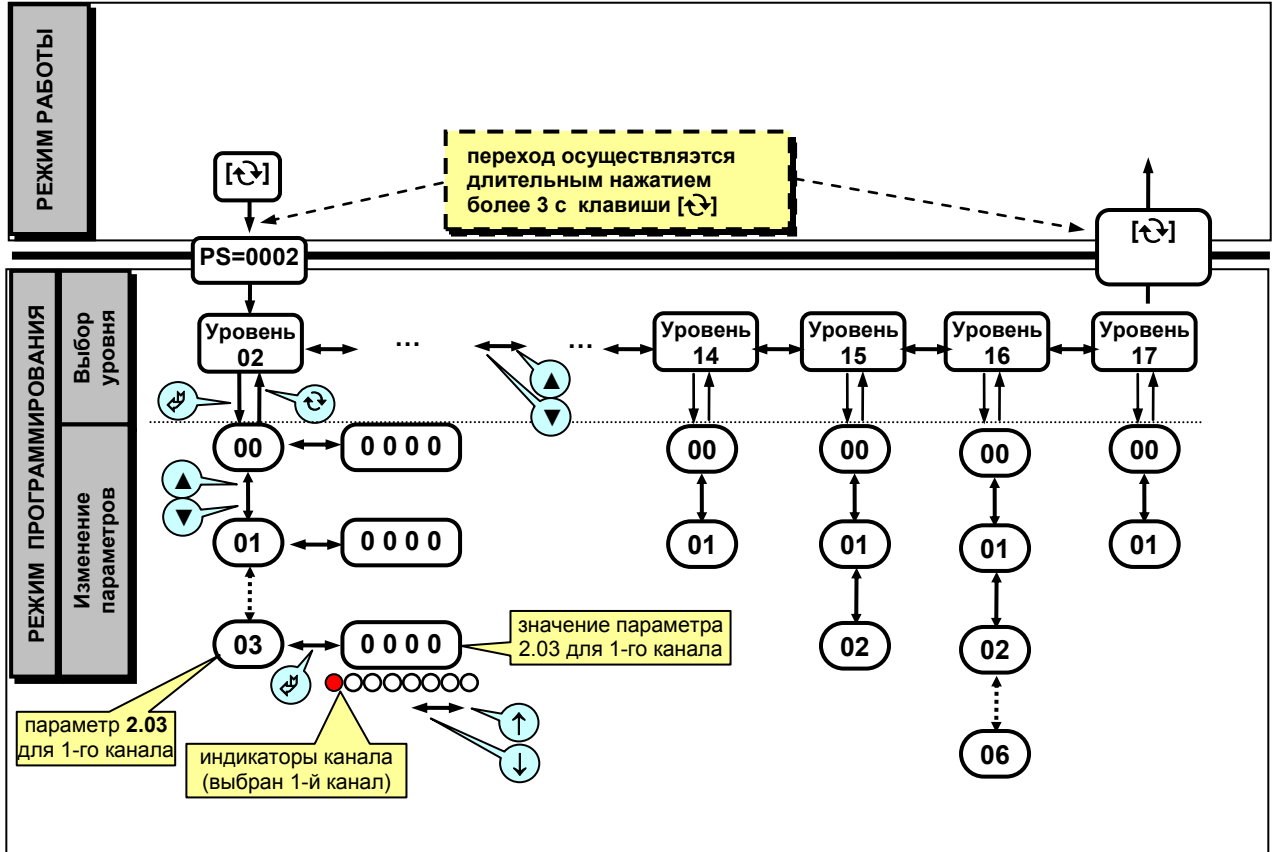 РЕЖИМ РАБОТЫ
[ ]
переход осуществляэтся
длительным нажатием
более 3 с клавиши [ ]
[ ]
PS=0002
РЕЖИМ ПРОГРАММИРОВАНИЯ
Выбор
уровня
Изменение
параметров
Уровень
02
...
...
Уровень
14
Уровень
15
Уровень
16
Уровень
17
▲
▼
00
0 0 0 0
00
00
00
00
▲
▼
01
0 0 0 0
01
01
01
01
03
0 0 0 0
значение параметра
2.03 для 1-го канала
02
02
↑
↓
параметр 2.03
для 1-го канала
индикаторы канала
(выбран 1-й канал)
06